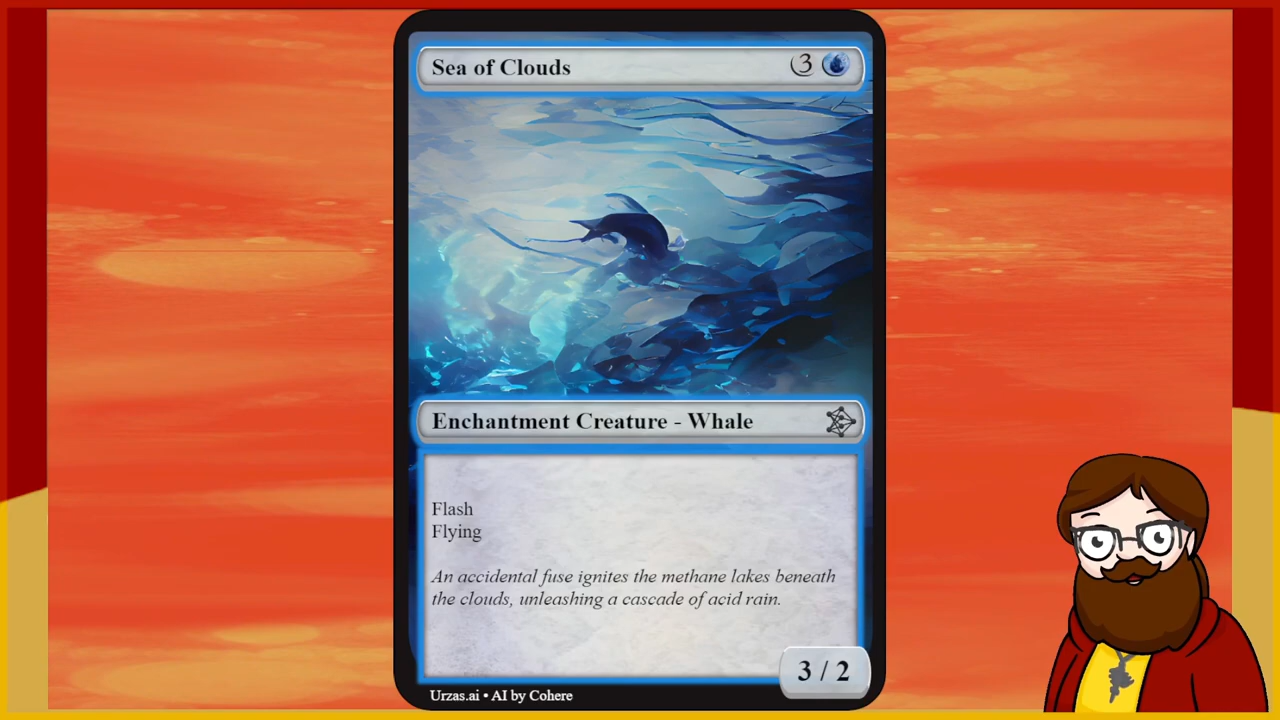 Sea of Clouds 3
Enchantment Creature - Whale
Flash
Flying
An accidental fuse ignites the methane lakes beneath
the clouds, unleashing a cascade of acid rain.
3 / 2
Urzas.ai • AI by Cohere